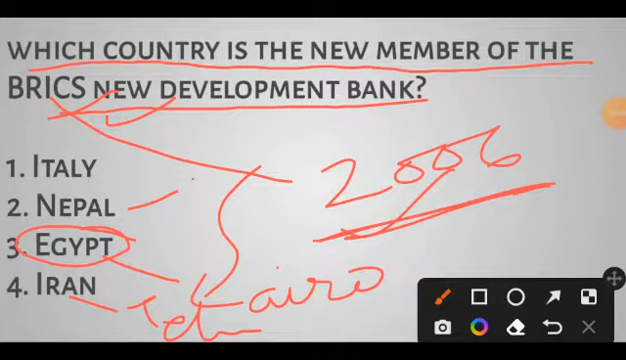 WHICH COUNTRY IS THE NEW MEMBER OF THE
BRICS NEW DEVELOPMENT BANK?
1. ITALY
2. NEPAL
3. EGYPT
4. IRAN
2006
Cairo